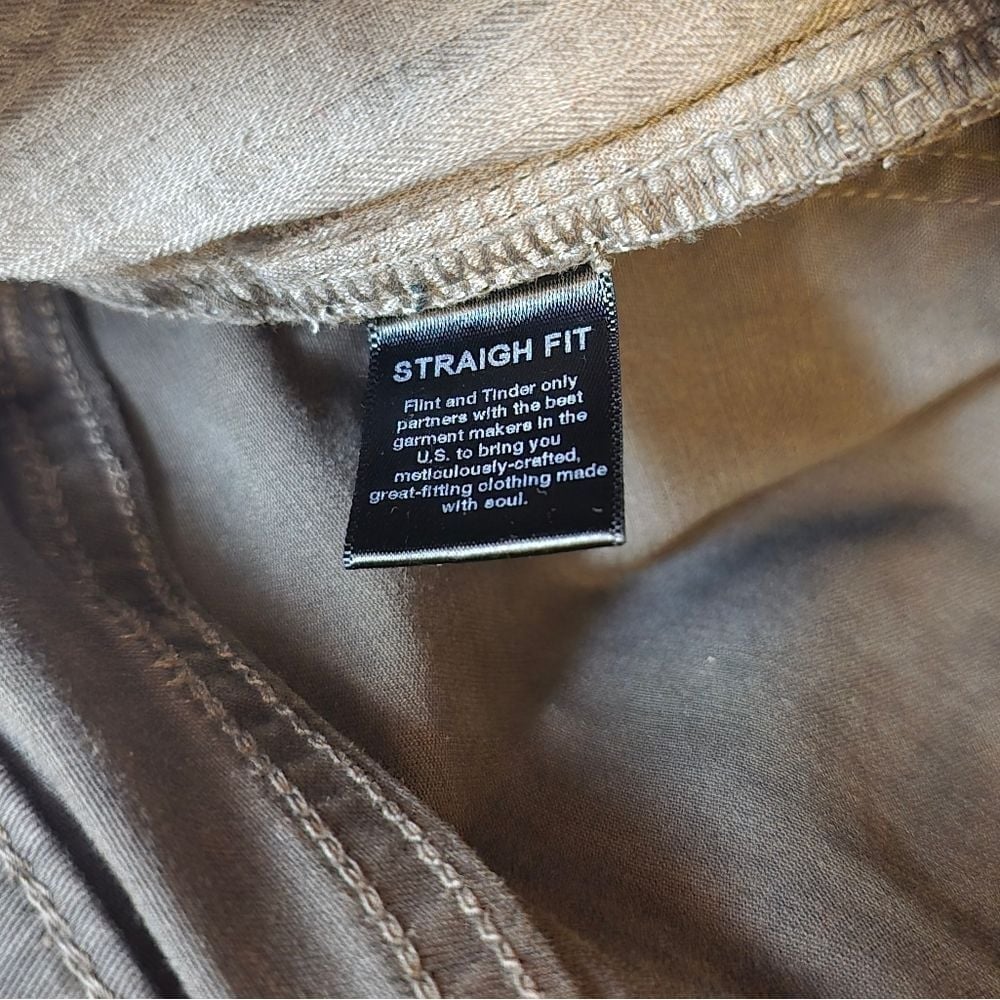 STRAIGH FIT
Flint and Tinder only
partners with the best
garment makers in the
U.S. to bring you
meticulously-crafted,
great-fitting clothing made
with soul.